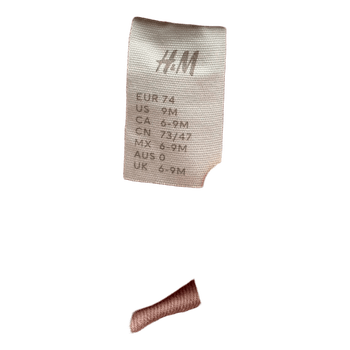 H&M
EUR 74
US 9M
CA 6-9M
CN 73/47
MX 6-9M
AUS 0
UK 6-9M